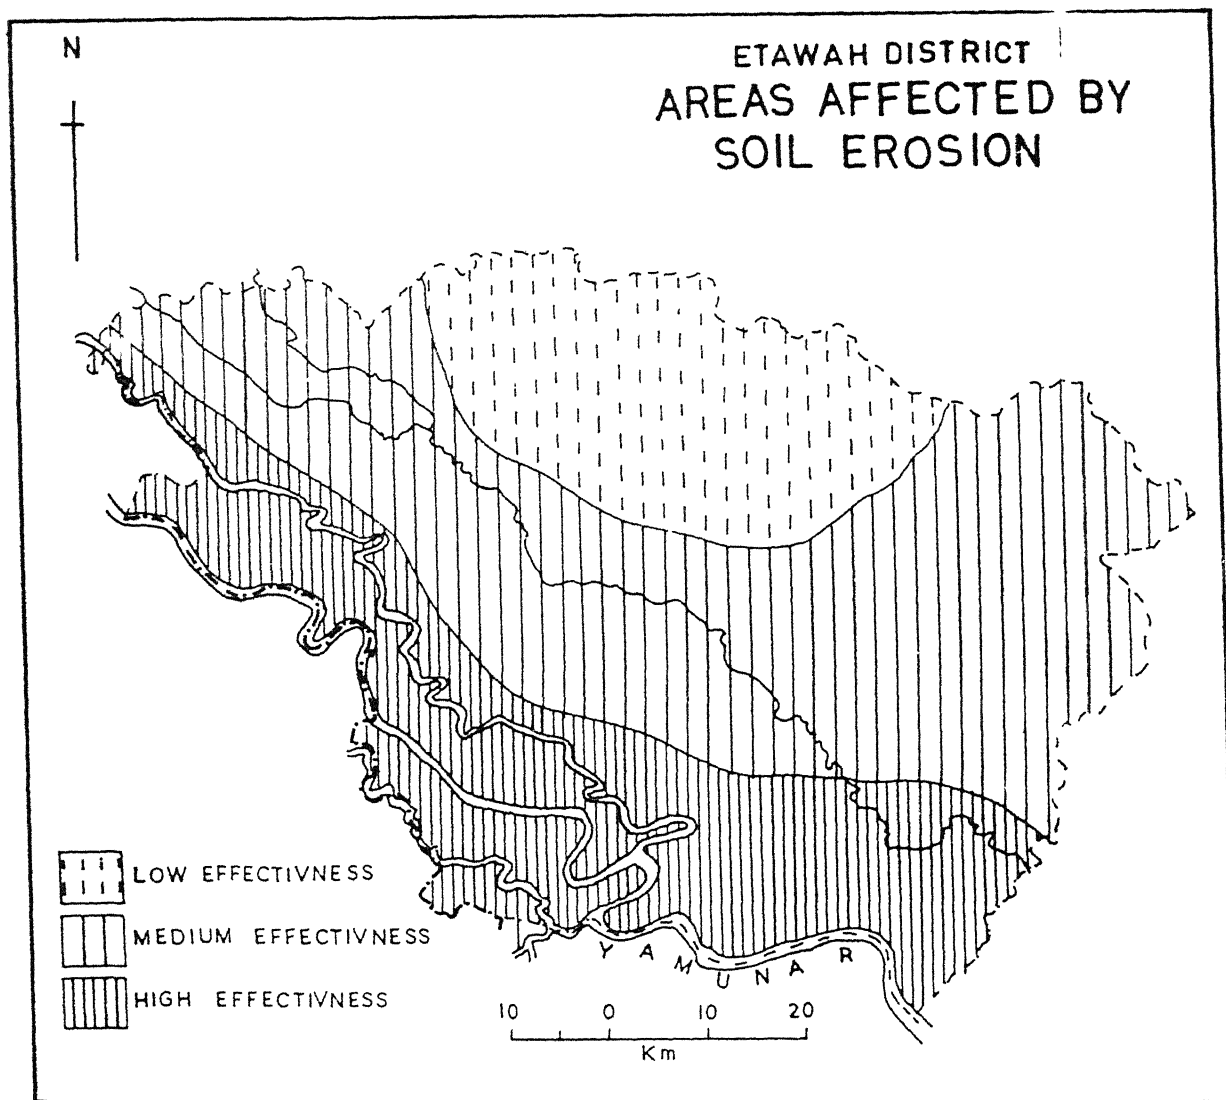 N
ETAWAH DISTRICT
AREAS AFFECTED BY
SOIL EROSION
LOW EFFECTIVNESS
MEDIUM EFFECTIVNESS
HIGH EFFECTIVNESS
YAMUNA R
10 0 10 20
Km